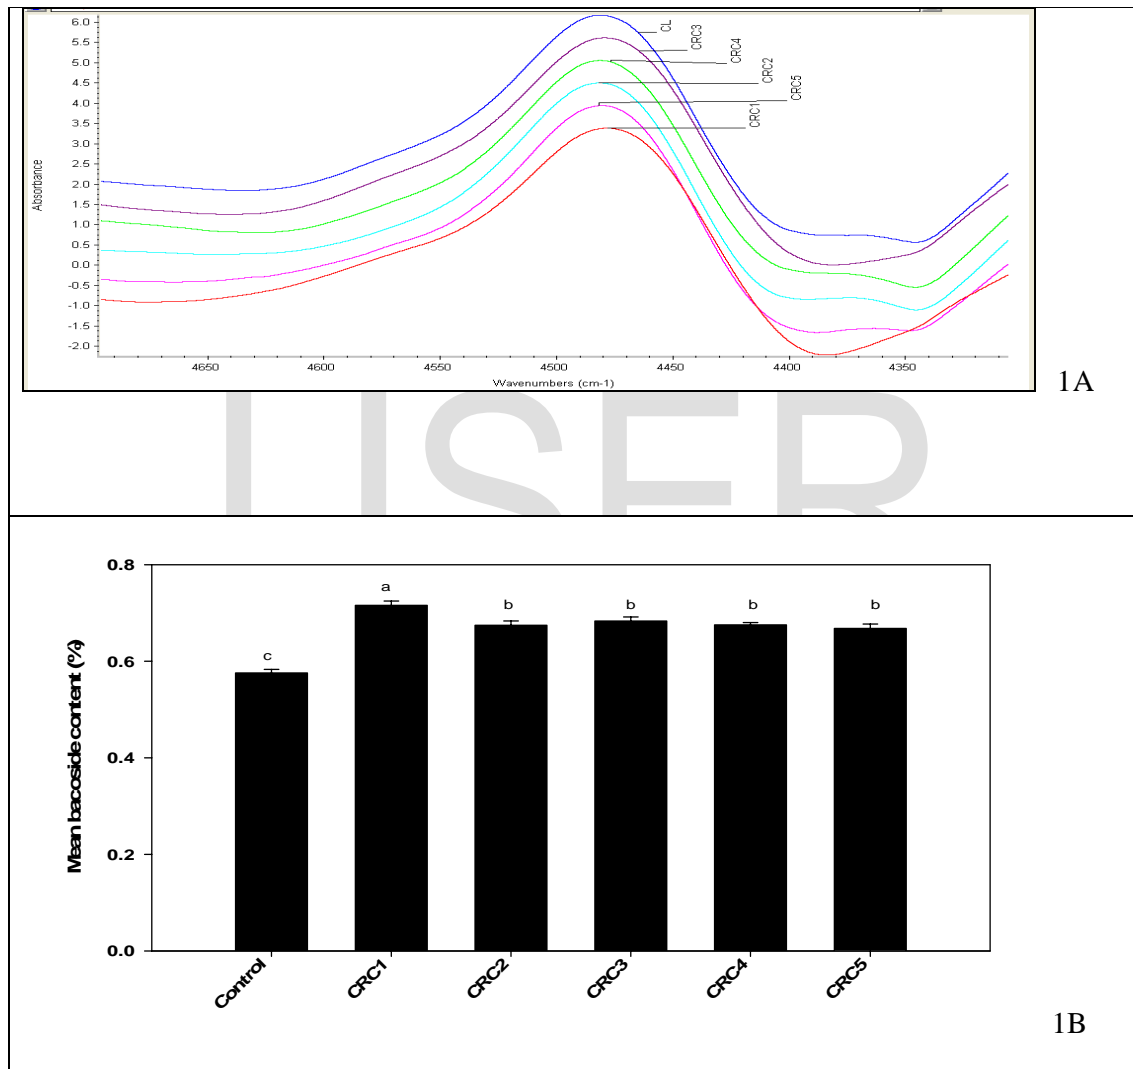 6.0
5.5
5.0
4.5
4.0
3.5
3.0
2.5
2.0
1.5
1.0
0.5
0.0
-0.5
-1.0
-1.5
-2.0
Absorbance
CL
CRC3
CRC4
CRC2
CRC5
CRC1
4650 4600 4550 4500 4450 4400 4350
Wavenumbers (cm-1)
1A
IJSER
0.8
0.6
0.4
0.2
0.0
Mean bacoside content (%)
c a b b b b
Control CRC1 CRC2 CRC3 CRC4 CRC5
1B